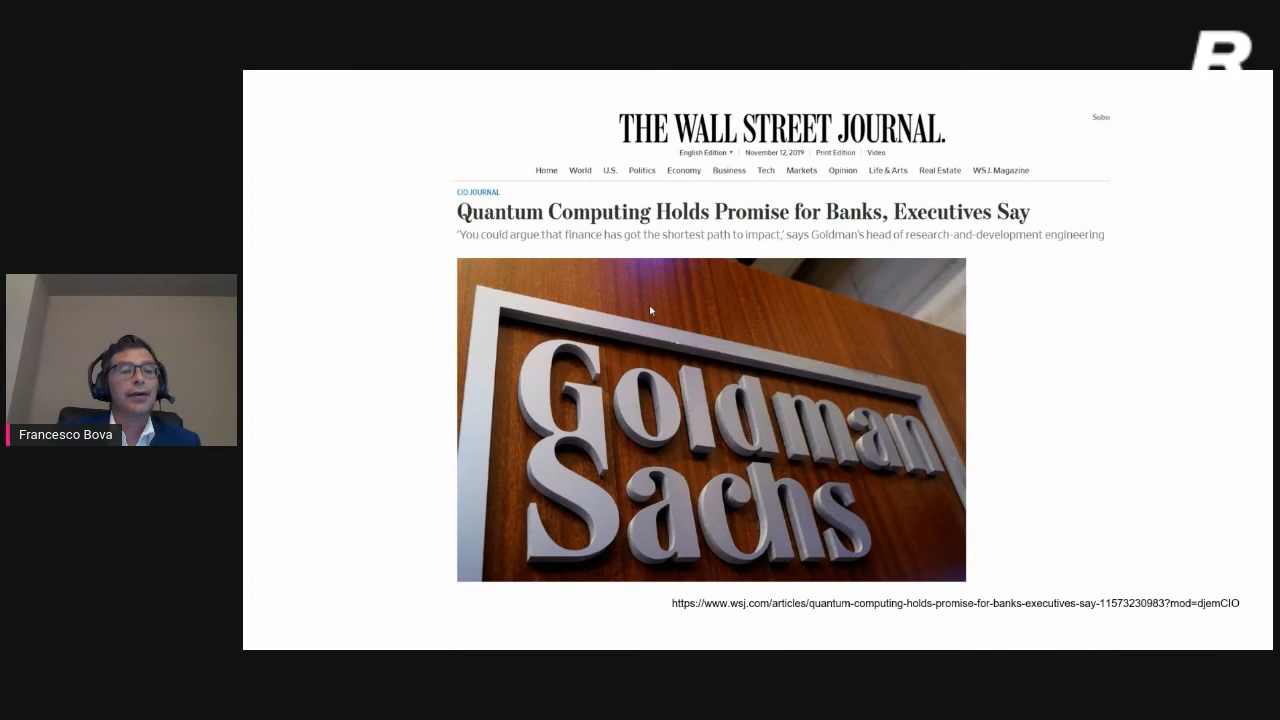 R
THE WALL STREET JOURNAL.
Subsc
English Edition
November 12, 2019
Print Edition
Video
Home World U.S. Politics Economy Business Tech Markets Opinion Life & Arts Real Estate WSJ. Magazine
CIO JOURNAL
Quantum Computing Holds Promise for Banks, Executives Say
'You could argue that finance has got the shortest path to impact,' says Goldman's head of research-and-development engineering
Goldman
Sachs
Francesco Bova
https://www.wsj.com/articles/quantum-computing-holds-promise-for-banks-executives-say-11573230983?mod=djemCIO